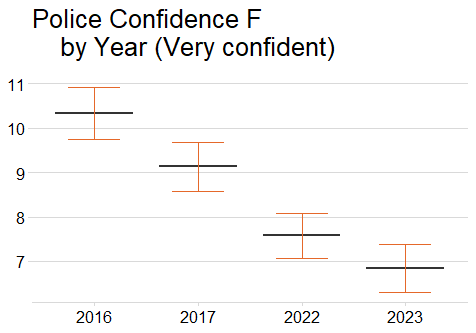 Police Confidence F
by Year (Very confident)
11
10
9
8
7
2016 2017 2022 2023